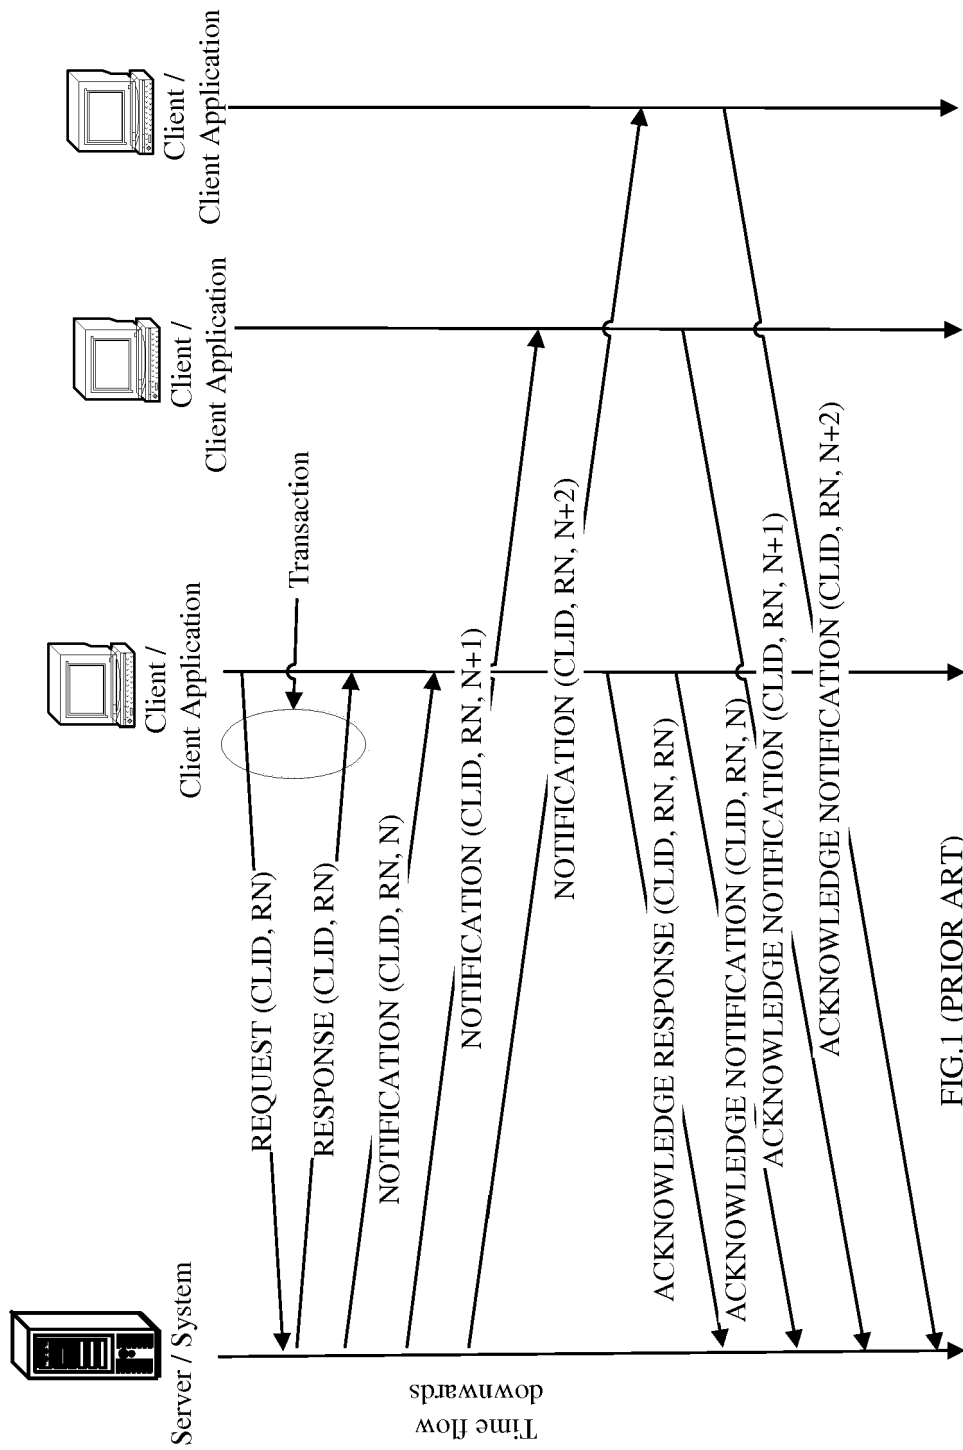 Server / System
Client /
Client Application
Client /
Client Application
Client /
Client Application
Time flow
downwards
Transaction
REQUEST (CLID, RN)
RESPONSE (CLID, RN)
NOTIFICATION (CLID, RN, N)
NOTIFICATION (CLID, RN, N+1)
NOTIFICATION (CLID, RN, N+2)
ACKNOWLEDGE RESPONSE (CLID, RN, RN)
ACKNOWLEDGE NOTIFICATION (CLID, RN, N)
ACKNOWLEDGE NOTIFICATION (CLID, RN, N+1)
ACKNOWLEDGE NOTIFICATION (CLID, RN, N+2)
FIG.1 (PRIOR ART)